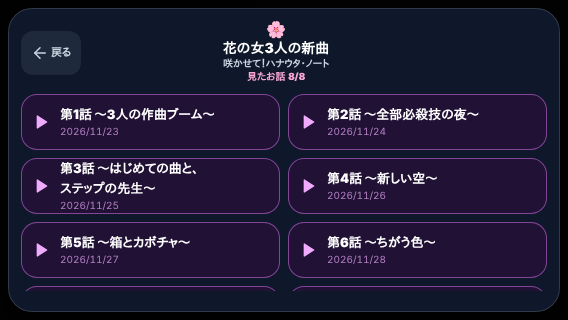 戻る
花の女3人の新曲
咲かせて!ハナウタ・ノート
見たお話 8/8
第1話 〜3人の作曲ブーム〜
2026/11/23
第2話 〜全部必殺技の夜〜
2026/11/24
第3話 〜はじめての曲と、
ステップの先生〜
2026/11/25
第4話 〜新しい空〜
2026/11/26
第5話 〜箱とカボチャ〜
2026/11/27
第6話 〜ちがう色〜
2026/11/28